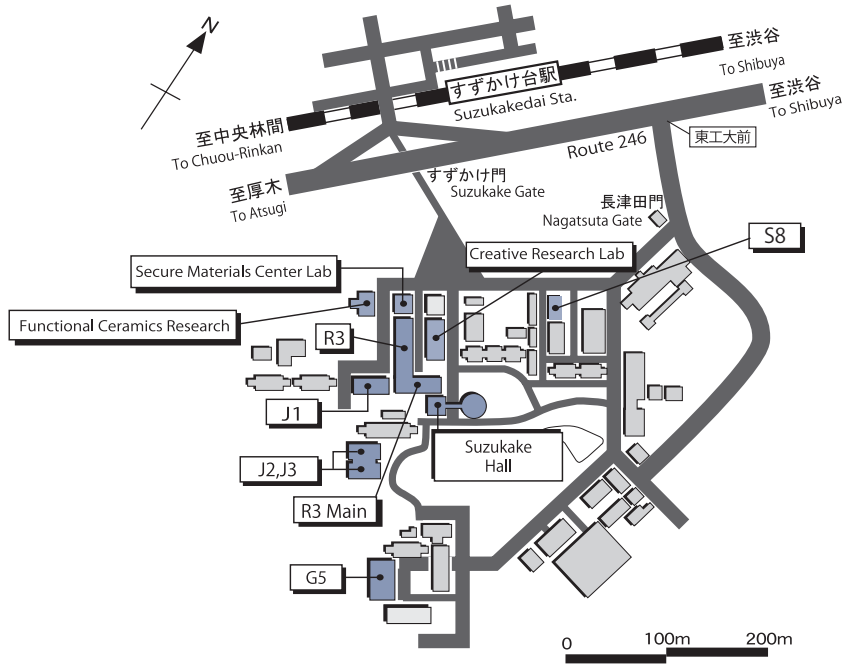 N
至渋谷
To Shibuya
すずかけ台駅
Suzukakedai Sta.
至渋谷
To Shibuya
至中央林間
To Chuou-Rinkan
Route 246
東工大前
至厚木
To Atsugi
すずかけ門
Suzukake Gate
長津田門
Nagatsuta Gate
S8
Creative Research Lab
Secure Materials Center Lab
Functional Ceramics Research
R3
J1
Suzukake
Hall
J2,J3
R3 Main
G5
0
100m
200m